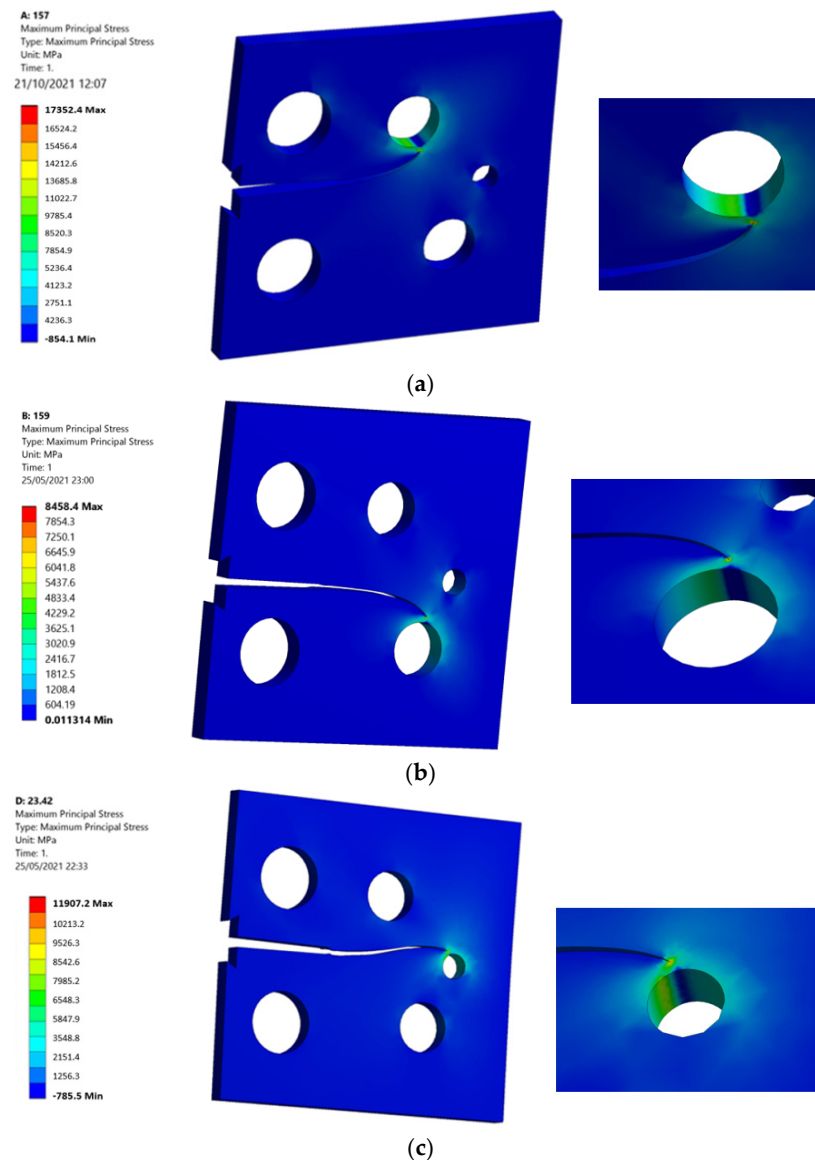 A: 157
Maximum Principal Stress
Type: Maximum Principal Stress
Unit: MPa
Time: 1.
21/10/2021 12:07
17352.4 Max
16524.2
15456.4
14212.6
13685.8
11022.7
9785.4
8520.3
7854.9
5236.4
4123.2
2751.1
4236.3
-854.1 Min
(a)
B: 159
Maximum Principal Stress
Type: Maximum Principal Stress
Unit: MPa
Time: 1
25/05/2021 23:00
8458.4 Max
7854.3
7250.1
6645.9
6041.8
5437.6
4833.4
4229.2
3625.1
3020.9
2416.7
1812.5
1208.4
604.19
0.011314 Min
(b)
D: 23.42
Maximum Principal Stress
Type: Maximum Principal Stress
Unit: MPa
Time: 1.
25/05/2021 22:33
11907.2 Max
10213.2
9526.3
8542.6
7985.2
6548.3
5847.9
3548.8
2151.4
1256.3
-785.5 Min
(c)